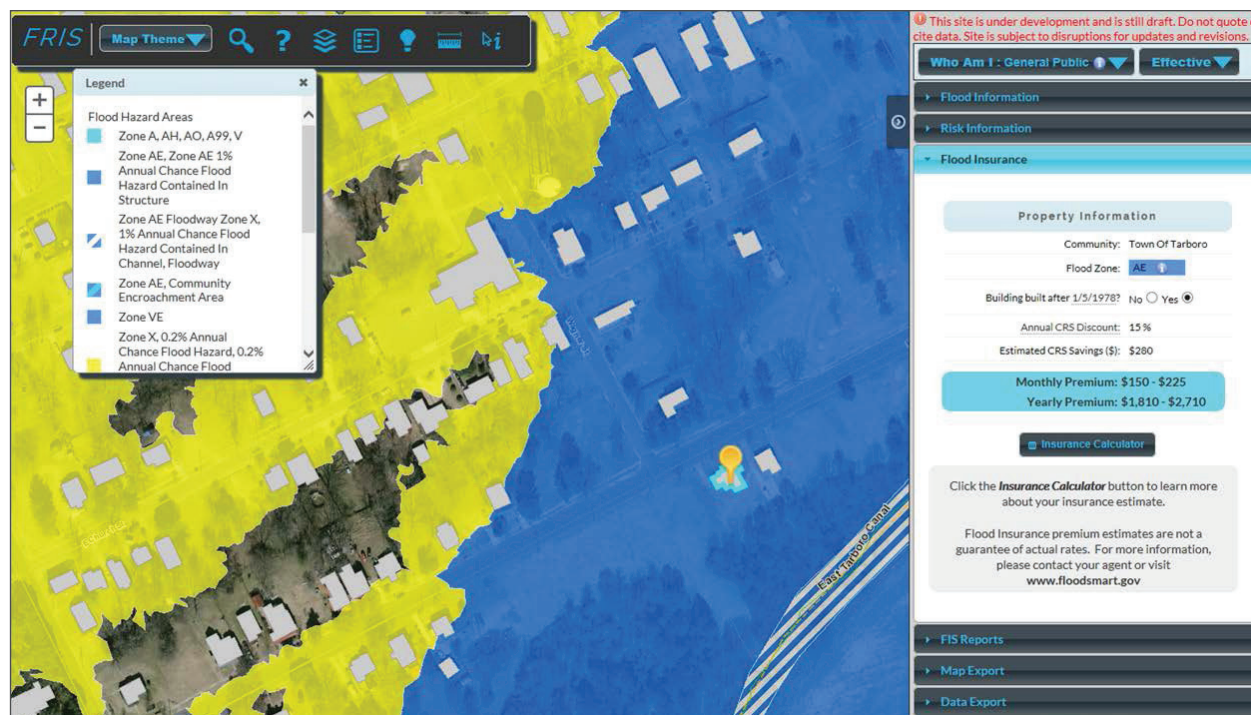 FRIS
Map Theme
?
Legend
Flood Hazard Areas
Zone A, AH, AO, A99, V
Zone AE, Zone AE 1%
Annual Chance Flood
Hazard Contained In
Structure
Zone AE Floodway Zone X,
1% Annual Chance Flood
Hazard Contained In
Channel, Floodway
Zone AE, Community
Encroachment Area
Zone VE
Zone X, 0.2% Annual
Chance Flood Hazard, 0.2%
Annual Chance Flood
+
−
East Tarboro Canal
This site is under development and is still draft. Do not quote
cite data. Site is subject to disruptions for updates and revisions.
Who Am I : General Public
Effective
Flood Information
Risk Information
Flood Insurance
Property Information
Community: Town Of Tarboro
Flood Zone: AE
Building built after 1/5/1978? No Yes
Annual CRS Discount: 15 %
Estimated CRS Savings ($): $280
Monthly Premium: $150 - $225
Yearly Premium: $1,810 - $2,710
Insurance Calculator
Click the Insurance Calculator button to learn more
about your insurance estimate.
Flood Insurance premium estimates are not a
guarantee of actual rates. For more information,
please contact your agent or visit
www.floodsmart.gov
FIS Reports
Map Export
Data Export